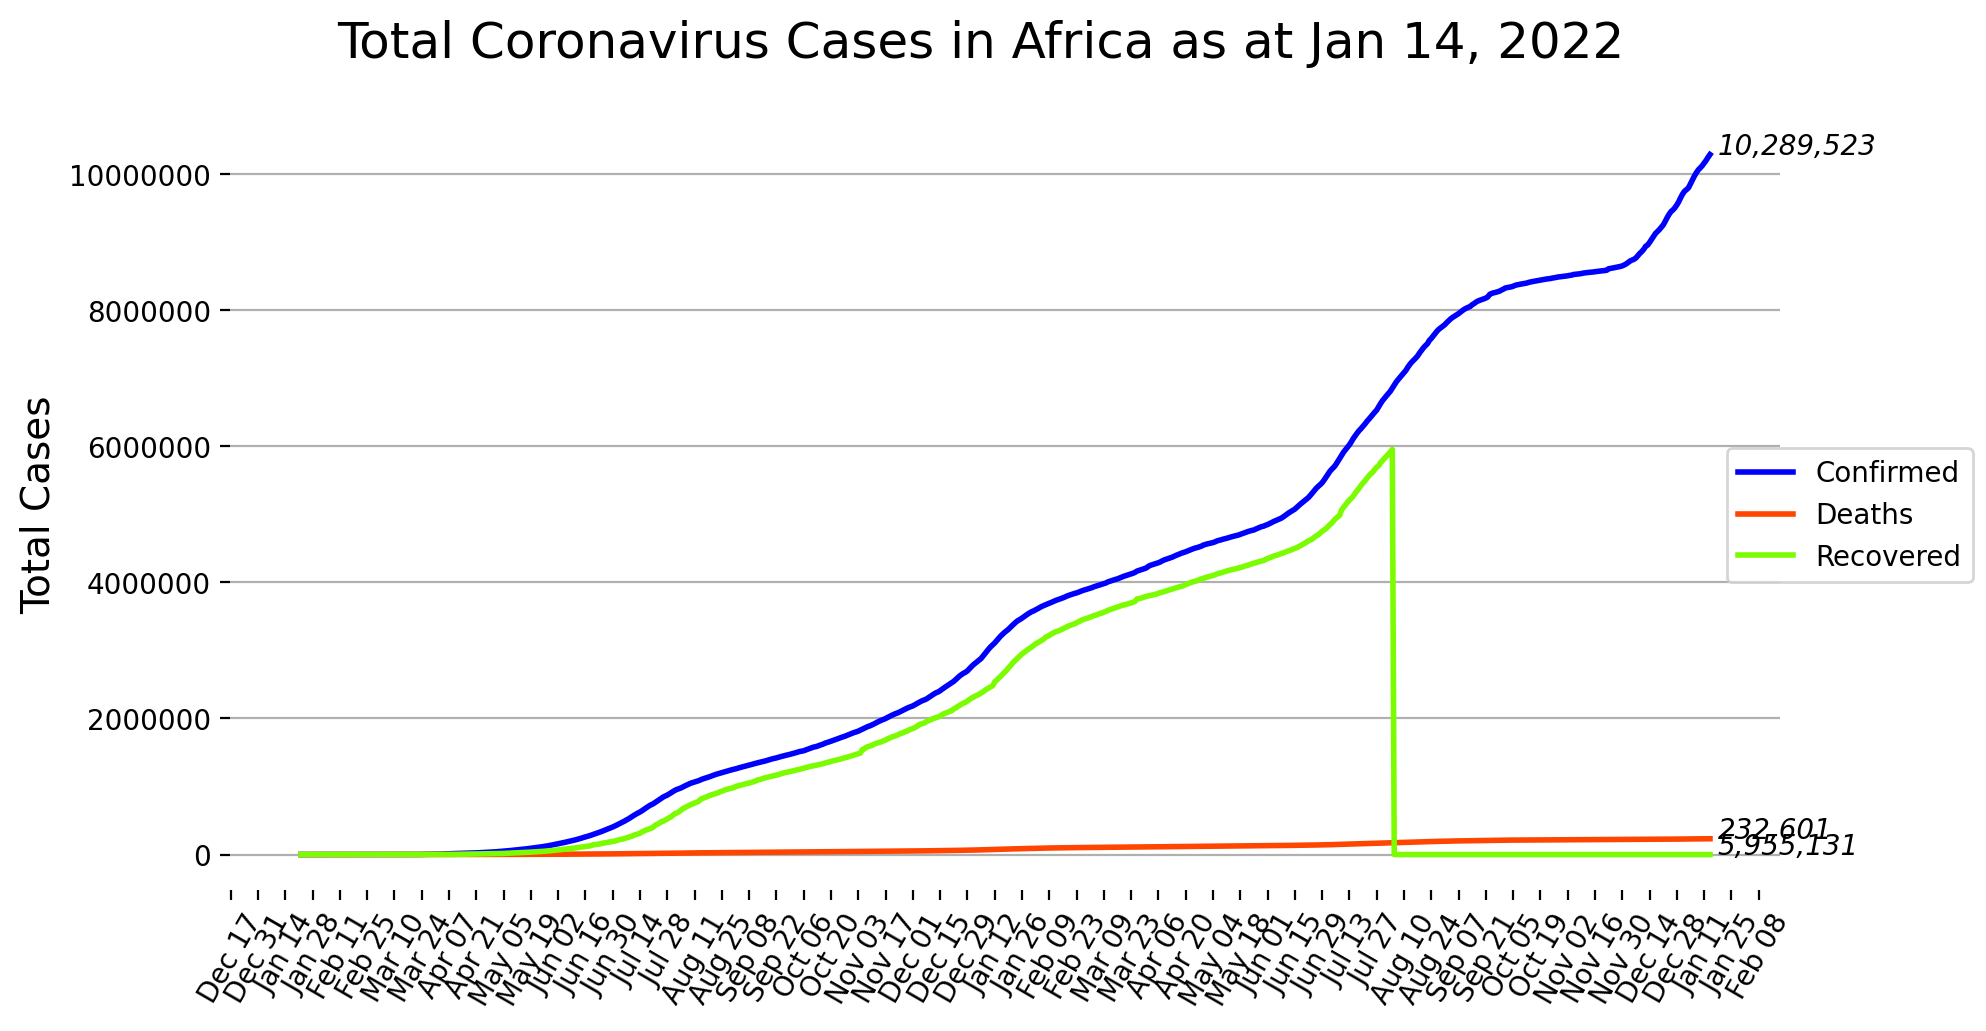 Total Coronavirus Cases in Africa as at Jan 14, 2022
Total Cases
10000000
8000000
6000000
4000000
2000000
0
10,289,523
232,601
5,955,131
Confirmed
Deaths
Recovered
Dec 17
Dec 31
Jan 14
Jan 28
Feb 11
Feb 25
Mar 10
Mar 24
Apr 07
Apr 21
May 05
May 19
Jun 02
Jun 16
Jun 30
Jul 14
Jul 28
Aug 11
Aug 25
Sep 08
Sep 22
Oct 06
Oct 20
Nov 03
Nov 17
Dec 01
Dec 15
Dec 29
Jan 12
Jan 26
Feb 09
Feb 23
Mar 09
Mar 23
Apr 06
Apr 20
May 04
May 18
Jun 01
Jun 15
Jun 29
Jul 13
Jul 27
Aug 10
Aug 24
Sep 07
Sep 21
Oct 05
Oct 19
Nov 02
Nov 16
Nov 30
Dec 14
Dec 28
Jan 11
Jan 25
Feb 08